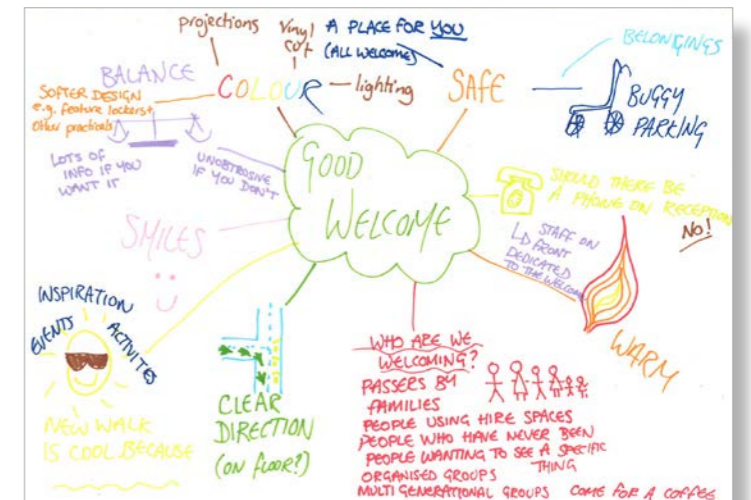 projections
vinyl
cut
A PLACE FOR YOU
(ALL WELCOME)
BELONGINGS
BALANCE
COLOUR
lighting
SAFE
BUGGY
PARKING
SOFTER DESIGN
e.g. feature lockers +
other practicals
LOTS OF
INFO IF YOU
WANT IT
UNOBTROSIVE
IF YOU DON'T
GOOD
WELCOME
SHOULD THERE BE
A PHONE ON RECEPTION
NO!
STAFF ON
FRONT
DEDICATED
TO THE WELCOME
SMILES
WARM
INSPIRATION
EVENTS
ACTIVITES
NEW WALK
IS COOL BECAUSE
CLEAR
DIRECTION
(ON FLOOR?)
WHO ARE WE
WELCOMING?
PASSERS BY
FAMILIES
PEOPLE USING HIRE SPACES
PEOPLE WHO HAVE NEVER BEEN
PEOPLE WANTING TO SEE A SPECIFIC
THING
ORGANISED GROUPS
MULTI GENERATIONAL GROUPS
COME FOR A COFFEE